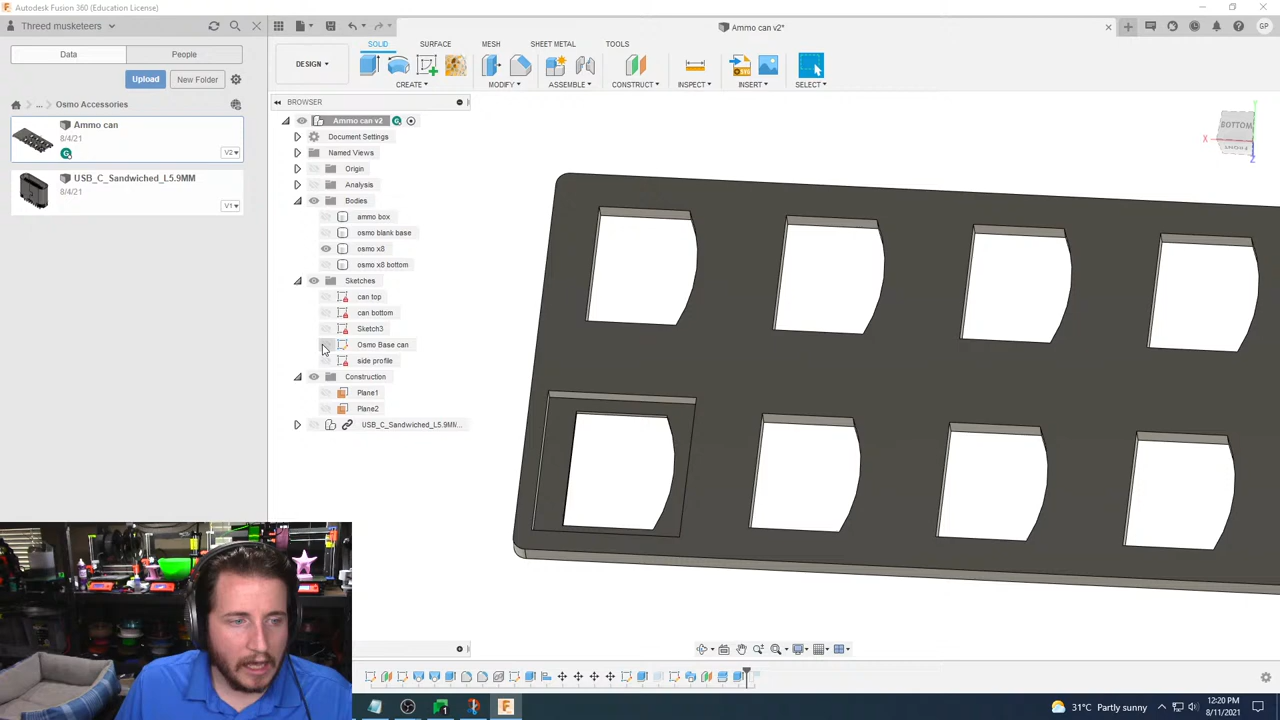 Autodesk Fusion 360 (Education License)
Threed musketeers
Ammo can v2*
GP
Data
People
Upload
New Folder
... Osmo Accessories
Ammo can
8/4/21
G
V2
USB_C_Sandwiched_L5.9MM
8/4/21
V1
DESIGN
SOLID
SURFACE
MESH
SHEET METAL
TOOLS
CREATE
MODIFY
ASSEMBLE
CONSTRUCT
INSPECT
INSERT
SELECT
BROWSER
Ammo can v2
G
Document Settings
Named Views
Origin
Analysis
Bodies
ammo box
osmo blank base
osmo x8
osmo x8 bottom
Sketches
can top
can bottom
Sketch3
Osmo Base can
side profile
Construction
Plane1
Plane2
USB_C_Sandwiched_L5.9MM...
BOTTOM
FRONT
X
Z
31°C Partly sunny
12:20 PM
8/11/2021